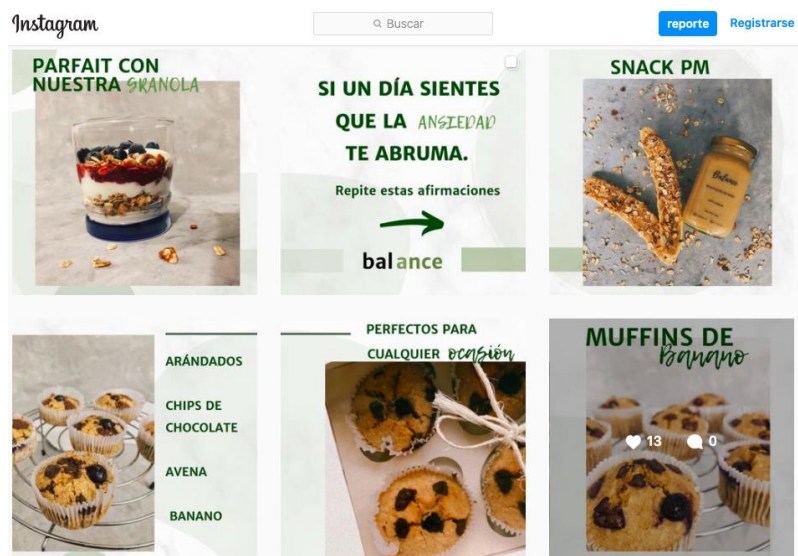 Instagram
Buscar
reporte
Registrarse
PARFAIT CON
NUESTRA GRANOLA
SI UN DÍA SIENTES
QUE LA ANSIEDAD
TE ABRUMA.
Repite estas afirmaciones
balance
SNACK PM
Balance
ARÁNDADOS
CHIPS DE
CHOCOLATE
AVENA
BANANO
PERFECTOS PARA
CUALQUIER ocasión
MUFFINS DE
Banano
13
0